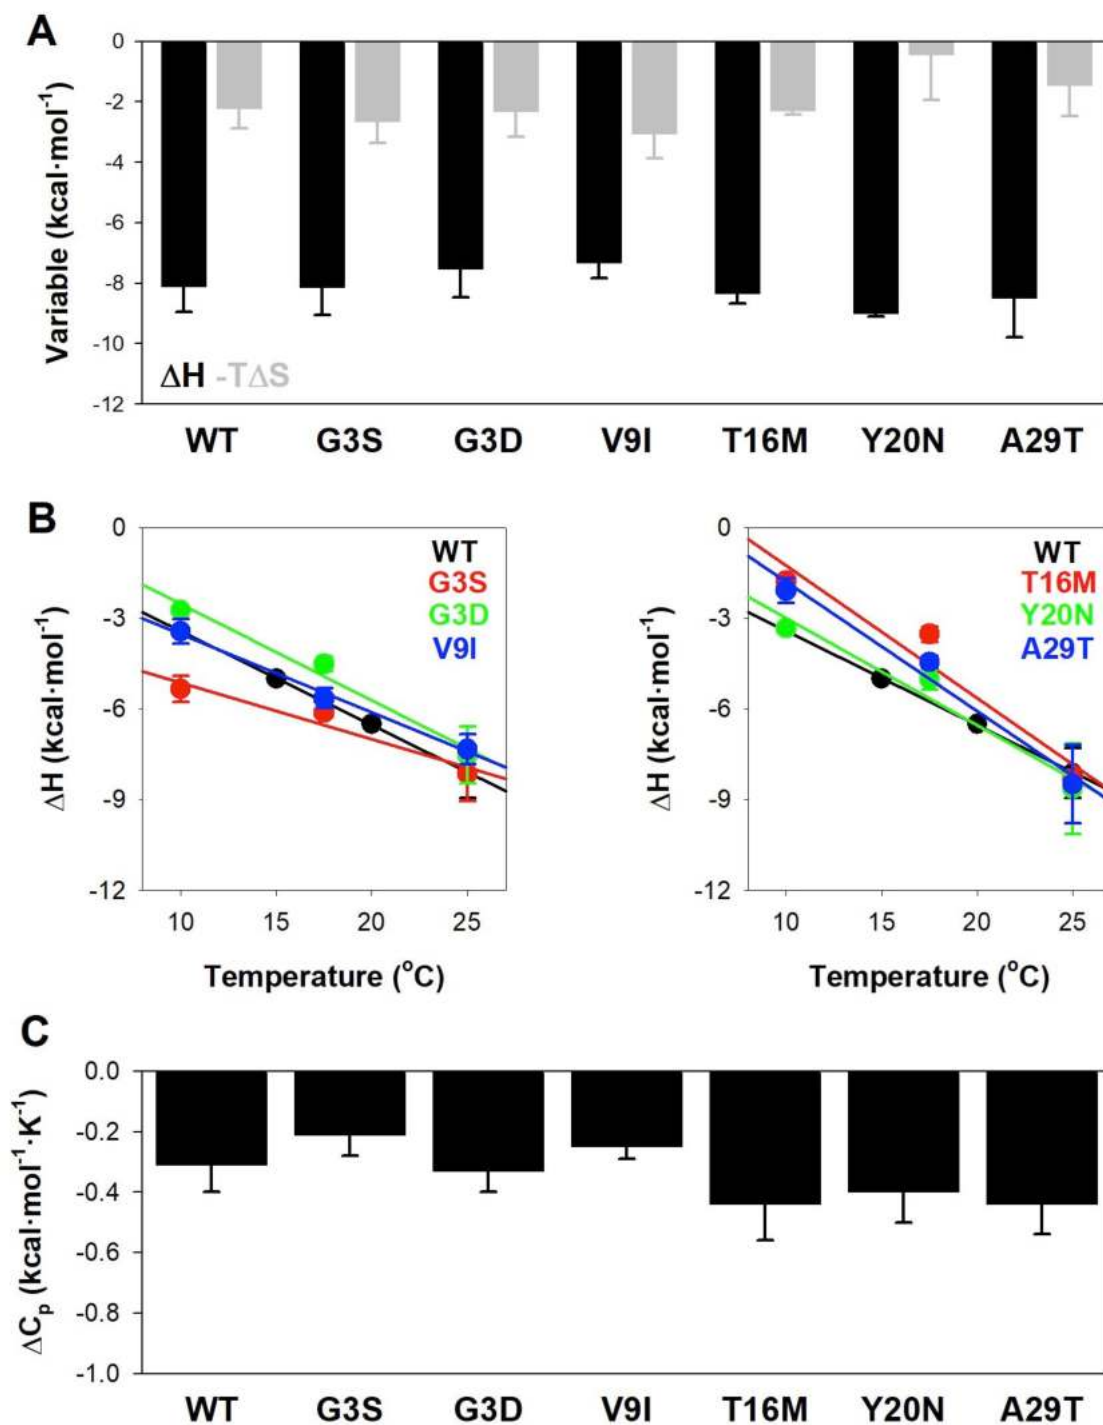 A
Variable (kcal·mol⁻¹)
0
-2
-4
-6
-8
-10
-12
ΔH -TΔS
WT G3S G3D V9I T16M Y20N A29T
B
ΔH (kcal·mol⁻¹)
0
-3
-6
-9
-12
WT
G3S
G3D
V9I
10 15 20 25
Temperature (°C)
ΔH (kcal·mol⁻¹)
0
-3
-6
-9
-12
WT
T16M
Y20N
A29T
10 15 20 25
Temperature (°C)
C
ΔCp (kcal·mol⁻¹·K⁻¹)
0.0
-0.2
-0.4
-0.6
-0.8
-1.0
WT G3S G3D V9I T16M Y20N A29T